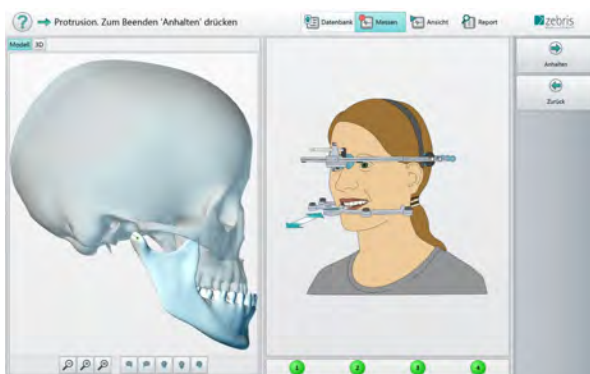 Protrusion. Zum Beenden 'Anhalten' drücken
Datenbank
Messen
Ansicht
Report
zebris
Modell
3D
Anhalten
Zurück
1
2
3
4